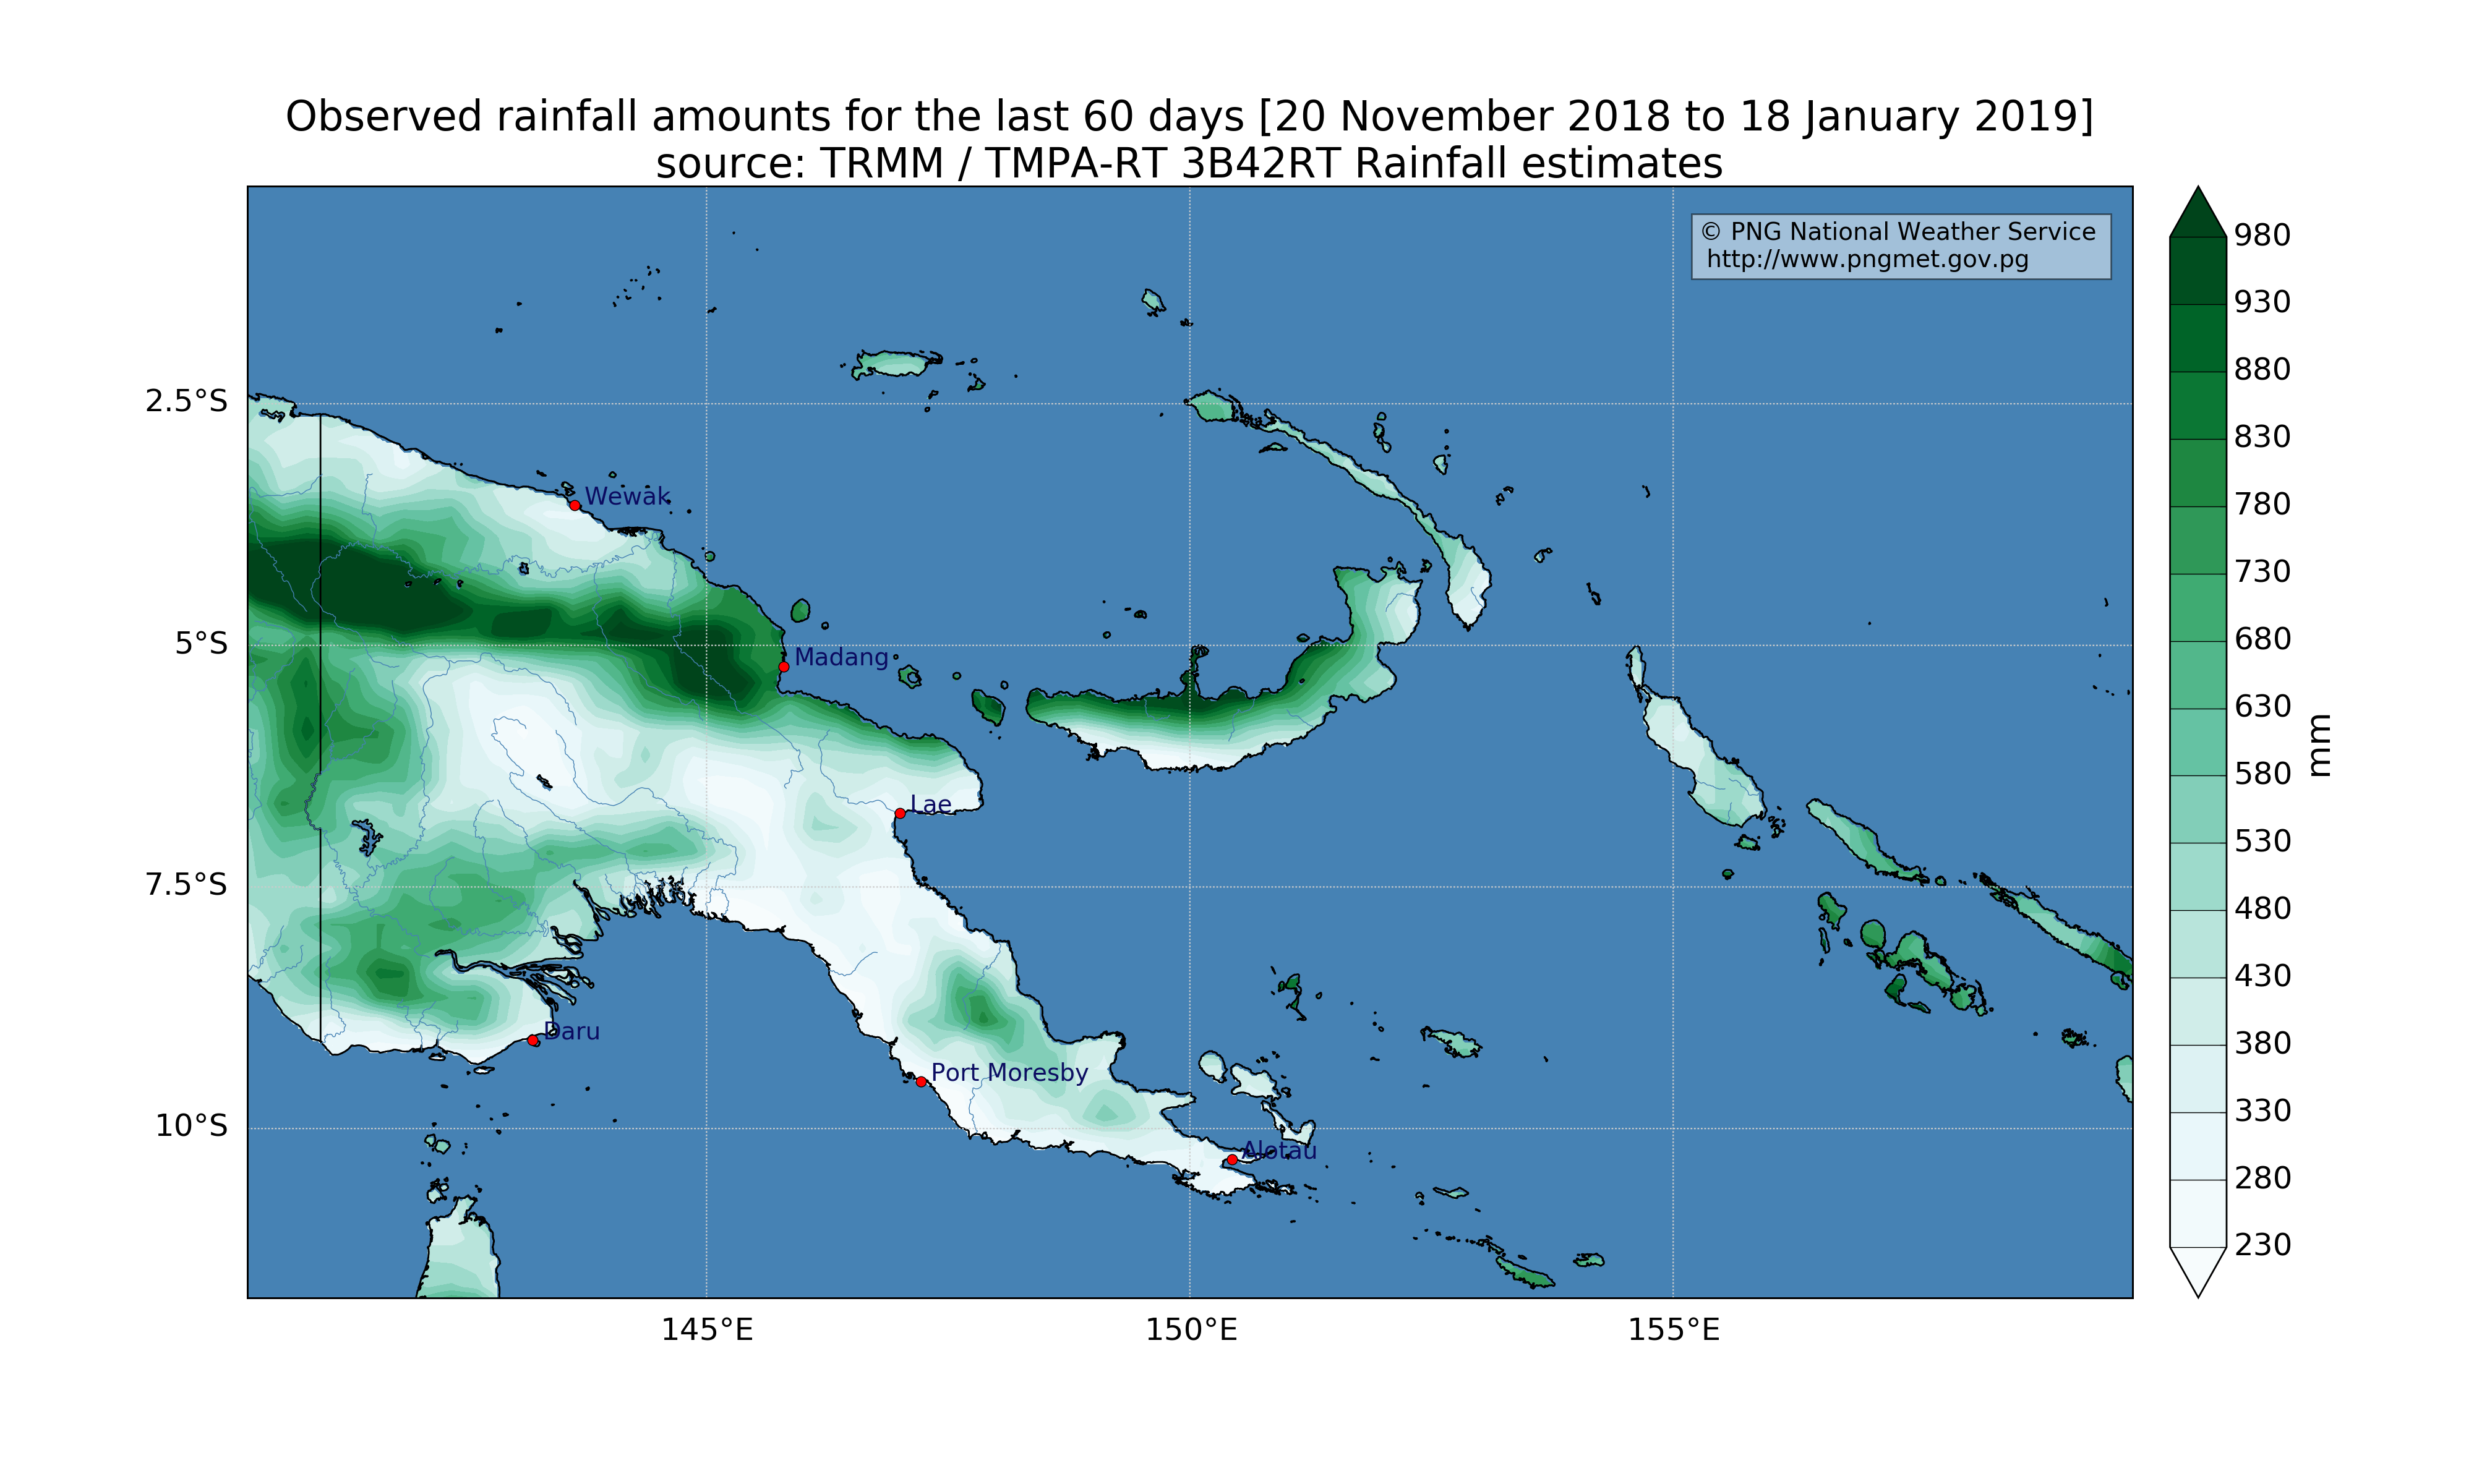 Observed rainfall amounts for the last 60 days [20 November 2018 to 18 January 2019]
source: TRMM / TMPA-RT 3B42RT Rainfall estimates
© PNG National Weather Service
http://www.pngmet.gov.pg
980
930
880
830
780
730
680
630
580
530
480
430
380
330
280
230
mm
2.5°S
5°S
7.5°S
10°S
Wewak
Madang
Lae
Daru
Port Moresby
Alotau
145°E
150°E
155°E